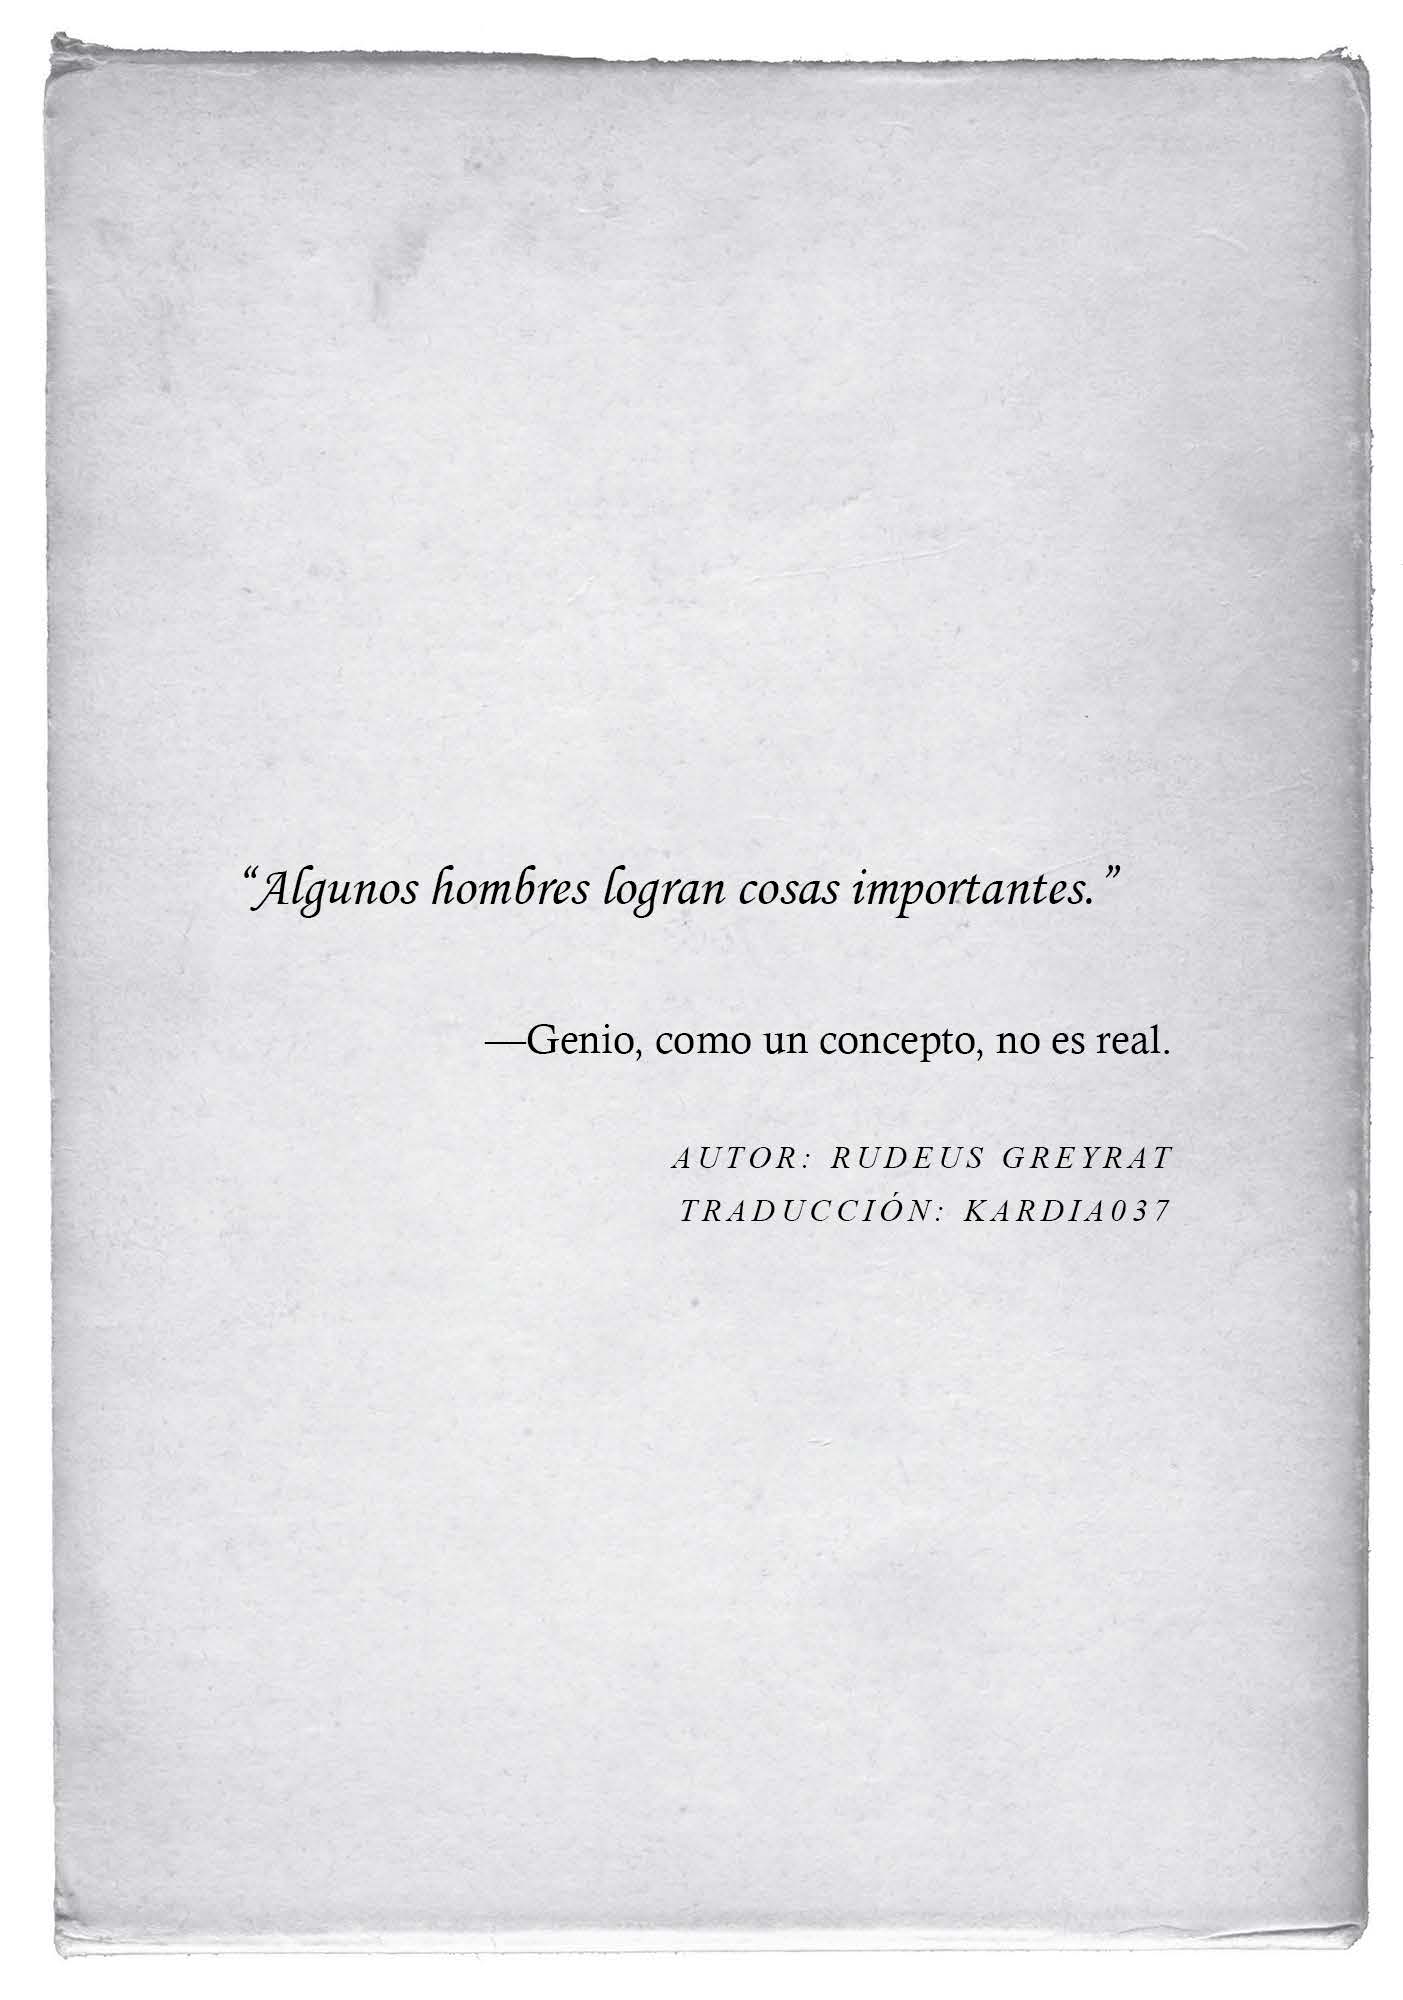 “Algunos hombres logran cosas importantes.”
—Genio, como un concepto, no es real.
AUTOR: RUDEUS GREYRAT
TRADUCCIÓN: KARDIA037